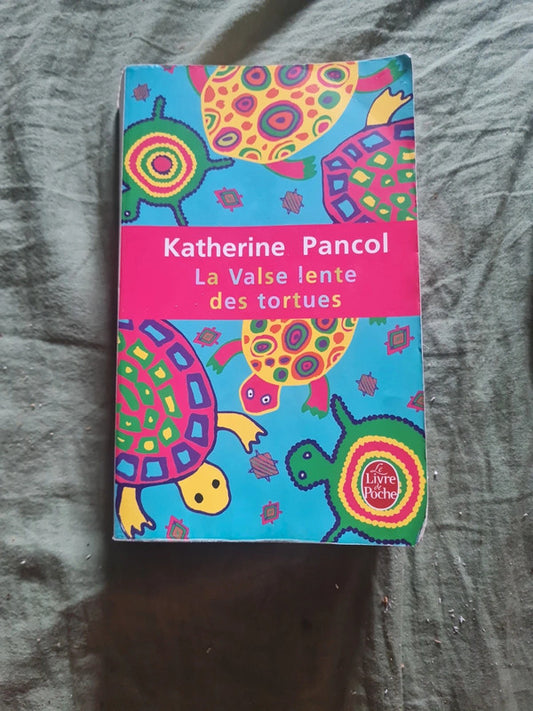 Katherine Pancol
La Valse lente
des tortues
Le
Livre
de
Poche